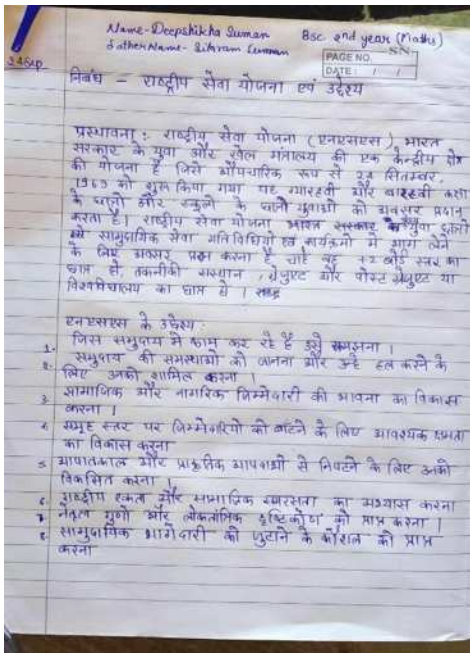 Name-Deepshikha Suman Bsc 2nd year (Maths)
Father Name- Sitaram Suman SN
PAGE NO.
DATE: / /
24 Sep
निबंध - राष्ट्रीय सेवा योजना एवं उद्देश्य
प्रस्थावना :- राष्ट्रीय सेवा योजना (एनएसएस) भारत
सरकार के युवा और खेल मंत्रालय की एक केन्द्रीय क्षेत्र
की योजना है जिसे औपचारिक रूप से 24 सितम्बर,
1969 को शुरू किया गया यह ग्यारहवी और बारहवी कक्षा
के छात्रो और स्कूलो के युवाओं को अवसर प्रदान
करता है। राष्ट्रीय सेवा योजना भारत सरकार युवा
सामुदायिक सेवा गतिविधियो एवं कार्यक्रमो मे भाग लेने
के लिए अवसर करना है चाहे वह +2 बोर्ड स्तर का
छात्र हो, तकनीकी संस्थान, ग्रेजुएट और पोस्ट ग्रेजुएट या
विश्वविद्यालय का छात्र हो।
एनएसएस के उद्देश्य :
1. जिस समुदाय मे काम कर रहे है उसे समझना।
2. समुदाय की समस्याओ को जानना और उन्हे हल करने के
लिए उनको शामिल करना
3. सामाजिक और नागरिक जिम्मेदारी की भावना का विकास
करना।
4. समूह स्तर पर जिम्मेदारियो को बाँटने के लिए आवश्यक क्षमता
का विकास करना
5. आपातकाल और प्राकृतिक आपदाओ से निपटने के लिए उनको
विकसित करना।
6. राष्ट्रीय एकता और सामाजिक समरसता का अभ्यास करना
7. नेतृत्व गुणो और लोकतांत्रिक दृष्टिकोण को प्राप्त करना।
8. सामुदायिक भागेदारी को जुटाने के कौशल को प्राप्त
करना